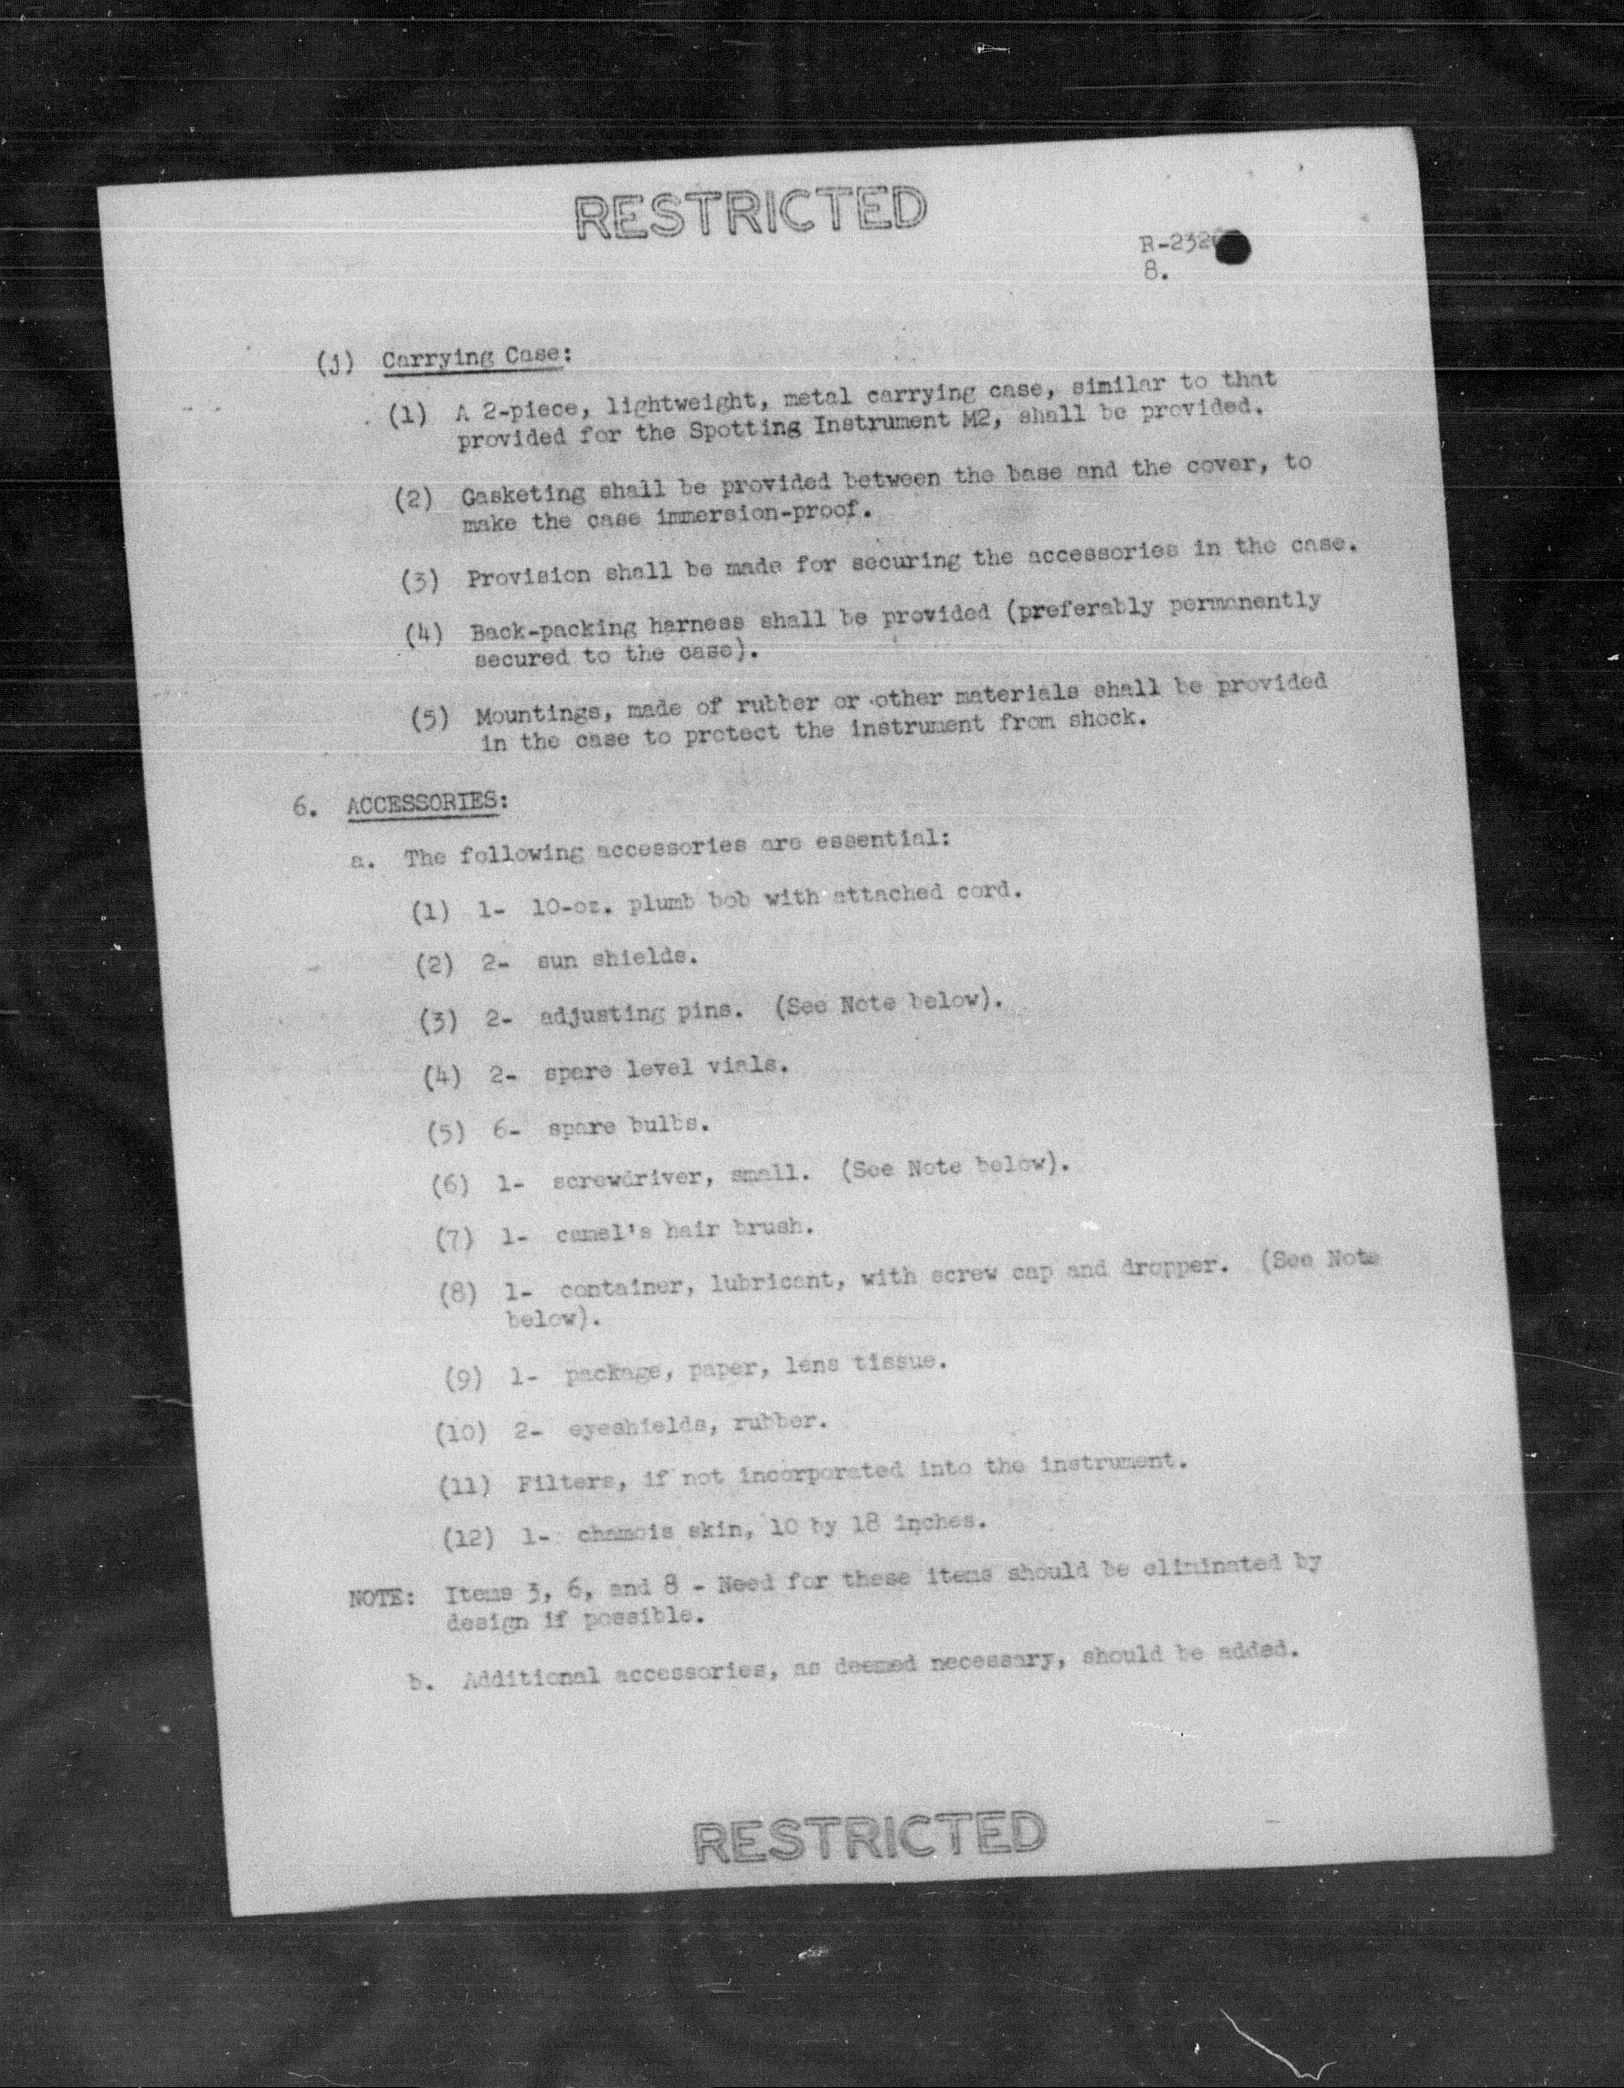 RESTRICTED
R-232
8.
(j) Carrying Case:
(1) A 2-piece, lightweight, metal carrying case, similar to that
provided for the Spotting Instrument M2, shall be provided.
(2) Gasketing shall be provided between the base and the cover, to
make the case immersion-proof.
(3) Provision shall be made for securing the accessories in the case.
(4) Back-packing harness shall be provided (preferably permanently
secured to the case).
(5) Mountings, made of rubber or other materials shall be provided
in the case to protect the instrument from shock.
6. ACCESSORIES:
a. The following accessories are essential:
(1) 1- 10-oz. plumb bob with attached cord.
(2) 2- sun shields.
(3) 2- adjusting pins. (See Note below).
(4) 2- spare level vials.
(5) 6- spare bulbs.
(6) 1- screwdriver, small. (See Note below).
(7) 1- camel's hair brush.
(8) 1- container, lubricant, with screw cap and dropper. (See Note
below).
(9) 1- package, paper, lens tissue.
(10) 2- eyeshields, rubber.
(11) Filters, if not incorporated into the instrument.
(12) 1- chamois skin, 10 by 18 inches.
NOTE: Items 3, 6, and 8 - Need for these items should be eliminated by
design if possible.
b. Additional accessories, as deemed necessary, should be added.
RESTRICTED